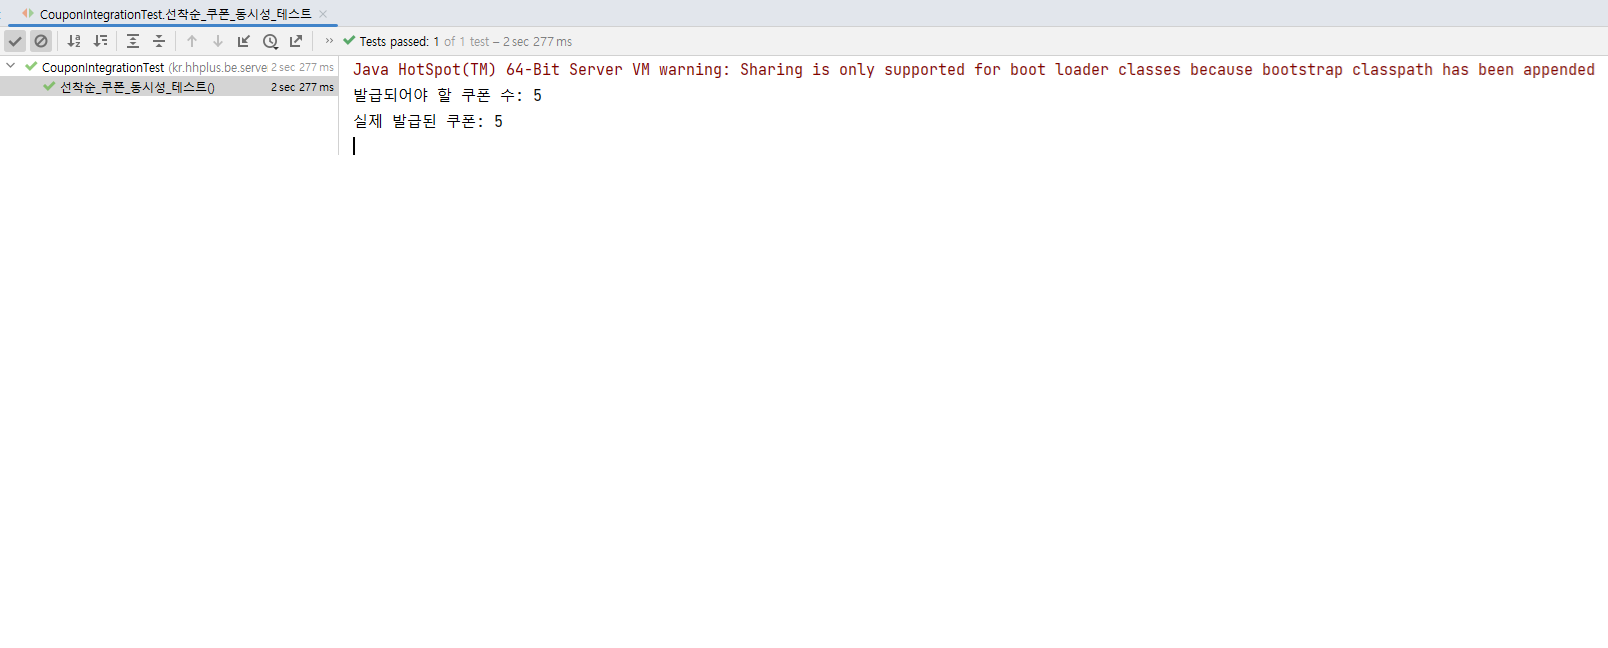 CouponIntegrationTest.선착순_쿠폰_동시성_테스트
Tests passed: 1 of 1 test – 2 sec 277 ms
CouponIntegrationTest (kr.hhplus.be.serve 2 sec 277 ms
선착순_쿠폰_동시성_테스트() 2 sec 277 ms
Java HotSpot(TM) 64-Bit Server VM warning: Sharing is only supported for boot loader classes because bootstrap classpath has been appended
발급되어야 할 쿠폰 수: 5
실제 발급된 쿠폰: 5